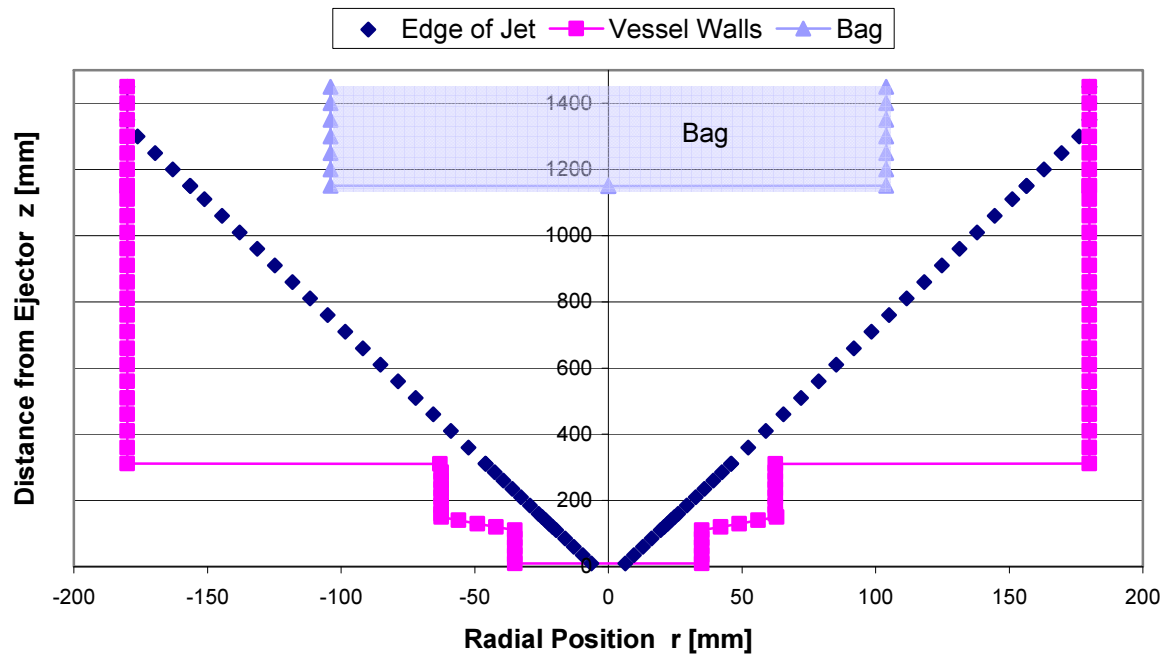 Edge of Jet Vessel Walls Bag
Distance from Ejector z [mm]
1400
1200
1000
800
600
400
200
0
Bag
-200 -150 -100 -50 0 50 100 150 200
Radial Position r [mm]